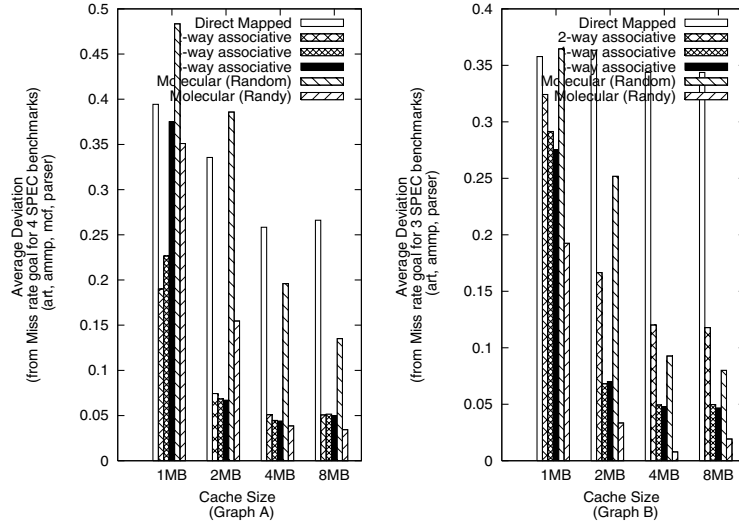 Average Deviation
(from Miss rate goal for 4 SPEC benchmarks)
(art, ammp, mcf, parser)
0.5
0.45
0.4
0.35
0.3
0.25
0.2
0.15
0.1
0.05
0
Direct Mapped
-way associative
-way associative
-way associative
Molecular (Random)
Molecular (Randy)
1MB 2MB 4MB 8MB
Cache Size
(Graph A)
Average Deviation
(from Miss rate goal for 3 SPEC benchmarks)
(art, ammp, parser)
0.4
0.35
0.3
0.25
0.2
0.15
0.1
0.05
0
Direct Mapped
2-way associative
-way associative
-way associative
Molecular (Random)
Molecular (Randy)
1MB 2MB 4MB 8MB
Cache Size
(Graph B)